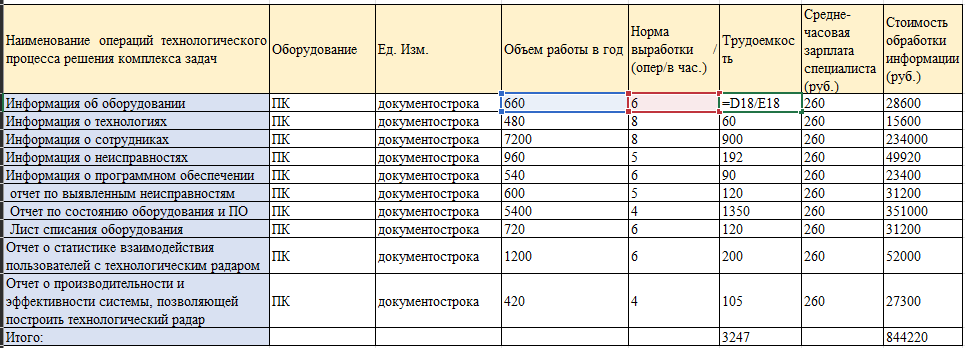 Наименование операций технологического процесса решения комплекса задач Оборудование Ед. Изм. Объем работы в год Норма выработки / (опер/в час.) Трудоемкость Средне-часовая зарплата специалиста (руб.) Стоимость обработки информации (руб.)
Информация об оборудовании ПК документострока 660 6 =D18/E18 260 28600
Информация о технологиях ПК документострока 480 8 60 260 15600
Информация о сотрудниках ПК документострока 7200 8 900 260 234000
Информация о неисправностях ПК документострока 960 5 192 260 49920
Информация о программном обеспечении ПК документострока 540 6 90 260 23400
отчет по выявленным неисправностям ПК документострока 600 5 120 260 31200
Отчет по состоянию оборудования и ПО ПК документострока 5400 4 1350 260 351000
Лист списания оборудования ПК документострока 720 6 120 260 31200
Отчет о статистике взаимодействия
пользователей с технологическим радаром ПК документострока 1200 6 200 260 52000
Отчет о производительности и
эффективности системы, позволяющей ПК документострока 420 4 105 260 27300
построить технологический радар
Итого: 3247 844220